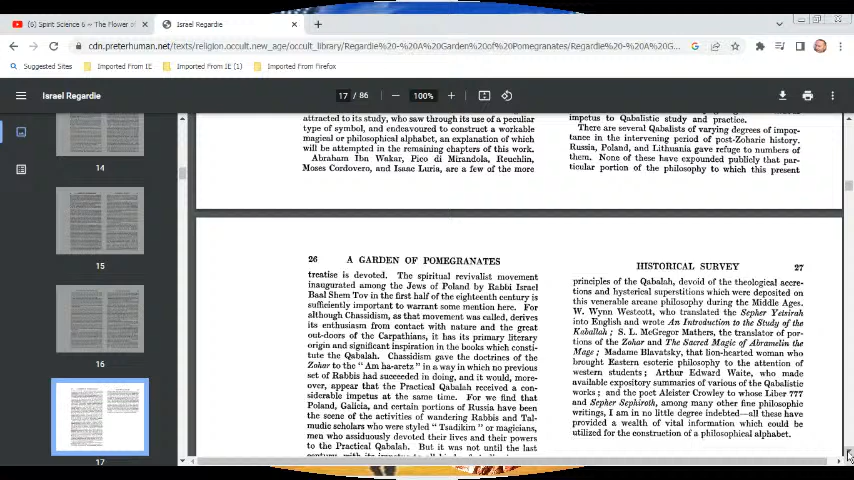 (6) Spirit Science 6 ~ The Flower of
Israel Regardie
cdn.preterhuman.net/texts/religion.occult.new_age/occult_library/Regardie%20-%20A%20Garden%20of%20Pomegranates/Regardie%20-%20A%20G...
Suggested Sites
Imported From IE
Imported From IE (1)
Imported From Firefox
Israel Regardie
17 / 86
100%
14
15
16
17
attracted to its study, who saw through its use of a peculiar
type of symbol, and endeavoured to construct a workable
magical or philosophical alphabet, an explanation of which
will be attempted in the remaining chapters of this work.
Abraham Iba Wakar, Pico di Mirandola, Reuchlin,
Moses Cordovero, and Isaac Luria, are a few of the more
impetus to Qabalistic study and practice.
There are several Qabalists of varying degrees of impor-
tance in the intervening period of post-Zoharic history.
Russia, Poland, and Lithuania gave refuge to numbers of
them. None of these have expounded publicly that par-
ticular portion of the philosophy to which this present
26 A GARDEN OF POMEGRANATES
treatise is devoted. The spiritual revivalist movement
inaugurated among the Jews of Poland by Rabbi Israel
Baal Shem Tov in the first half of the eighteenth century is
sufficiently important to warrant some mention here. For
although Chassidism, as that movement was called, derives
its enthusiasm from contact with nature and the great
out-doors of the Carpathians, it has its primary literary
origin and significant inspiration in the books which consti-
tute the Qabalah. Chassidism gave the doctrines of the
Zohar to the "Am ha-aretz" in a way in which no previous
set of Rabbis had succeeded in doing, and it would, more-
over, appear that the Practical Qabalah received a con-
siderable impetus at the same time. For we find that
Poland, Galicia, and certain portions of Russia have been
the scene of the activities of wandering Rabbis and Tal-
mudic scholars who were styled "Tsadikim" or magicians,
men who assiduously devoted their lives and their powers
to the Practical Qabalah. But it was not until the last
HISTORICAL SURVEY 27
principles of the Qabalah, devoid of the theological accre-
tions and hysterical superstitions which were deposited on
this venerable arcane philosophy during the Middle Ages.
W. Wynn Westcott, who translated the Sepher Yetsirah
into English and wrote An Introduction to the Study of the
Kaballah; S. L. McGregor Mathers, the translator of por-
tions of the Zohar and The Sacred Magic of Abramelin the
Mage; Madame Blavatsky, that lion-hearted woman who
brought Eastern esoteric philosophy to the attention of
western students; Arthur Edward Waite, who made
available expository summaries of various of the Qabalistic
works; and the poet Aleister Crowley to whose Liber 777
and Sepher Sephiroth, among many other fine philosophic
writings, I am in no little degree indebted—all these have
provided a wealth of vital information which could be
utilized for the construction of a philosophical alphabet.